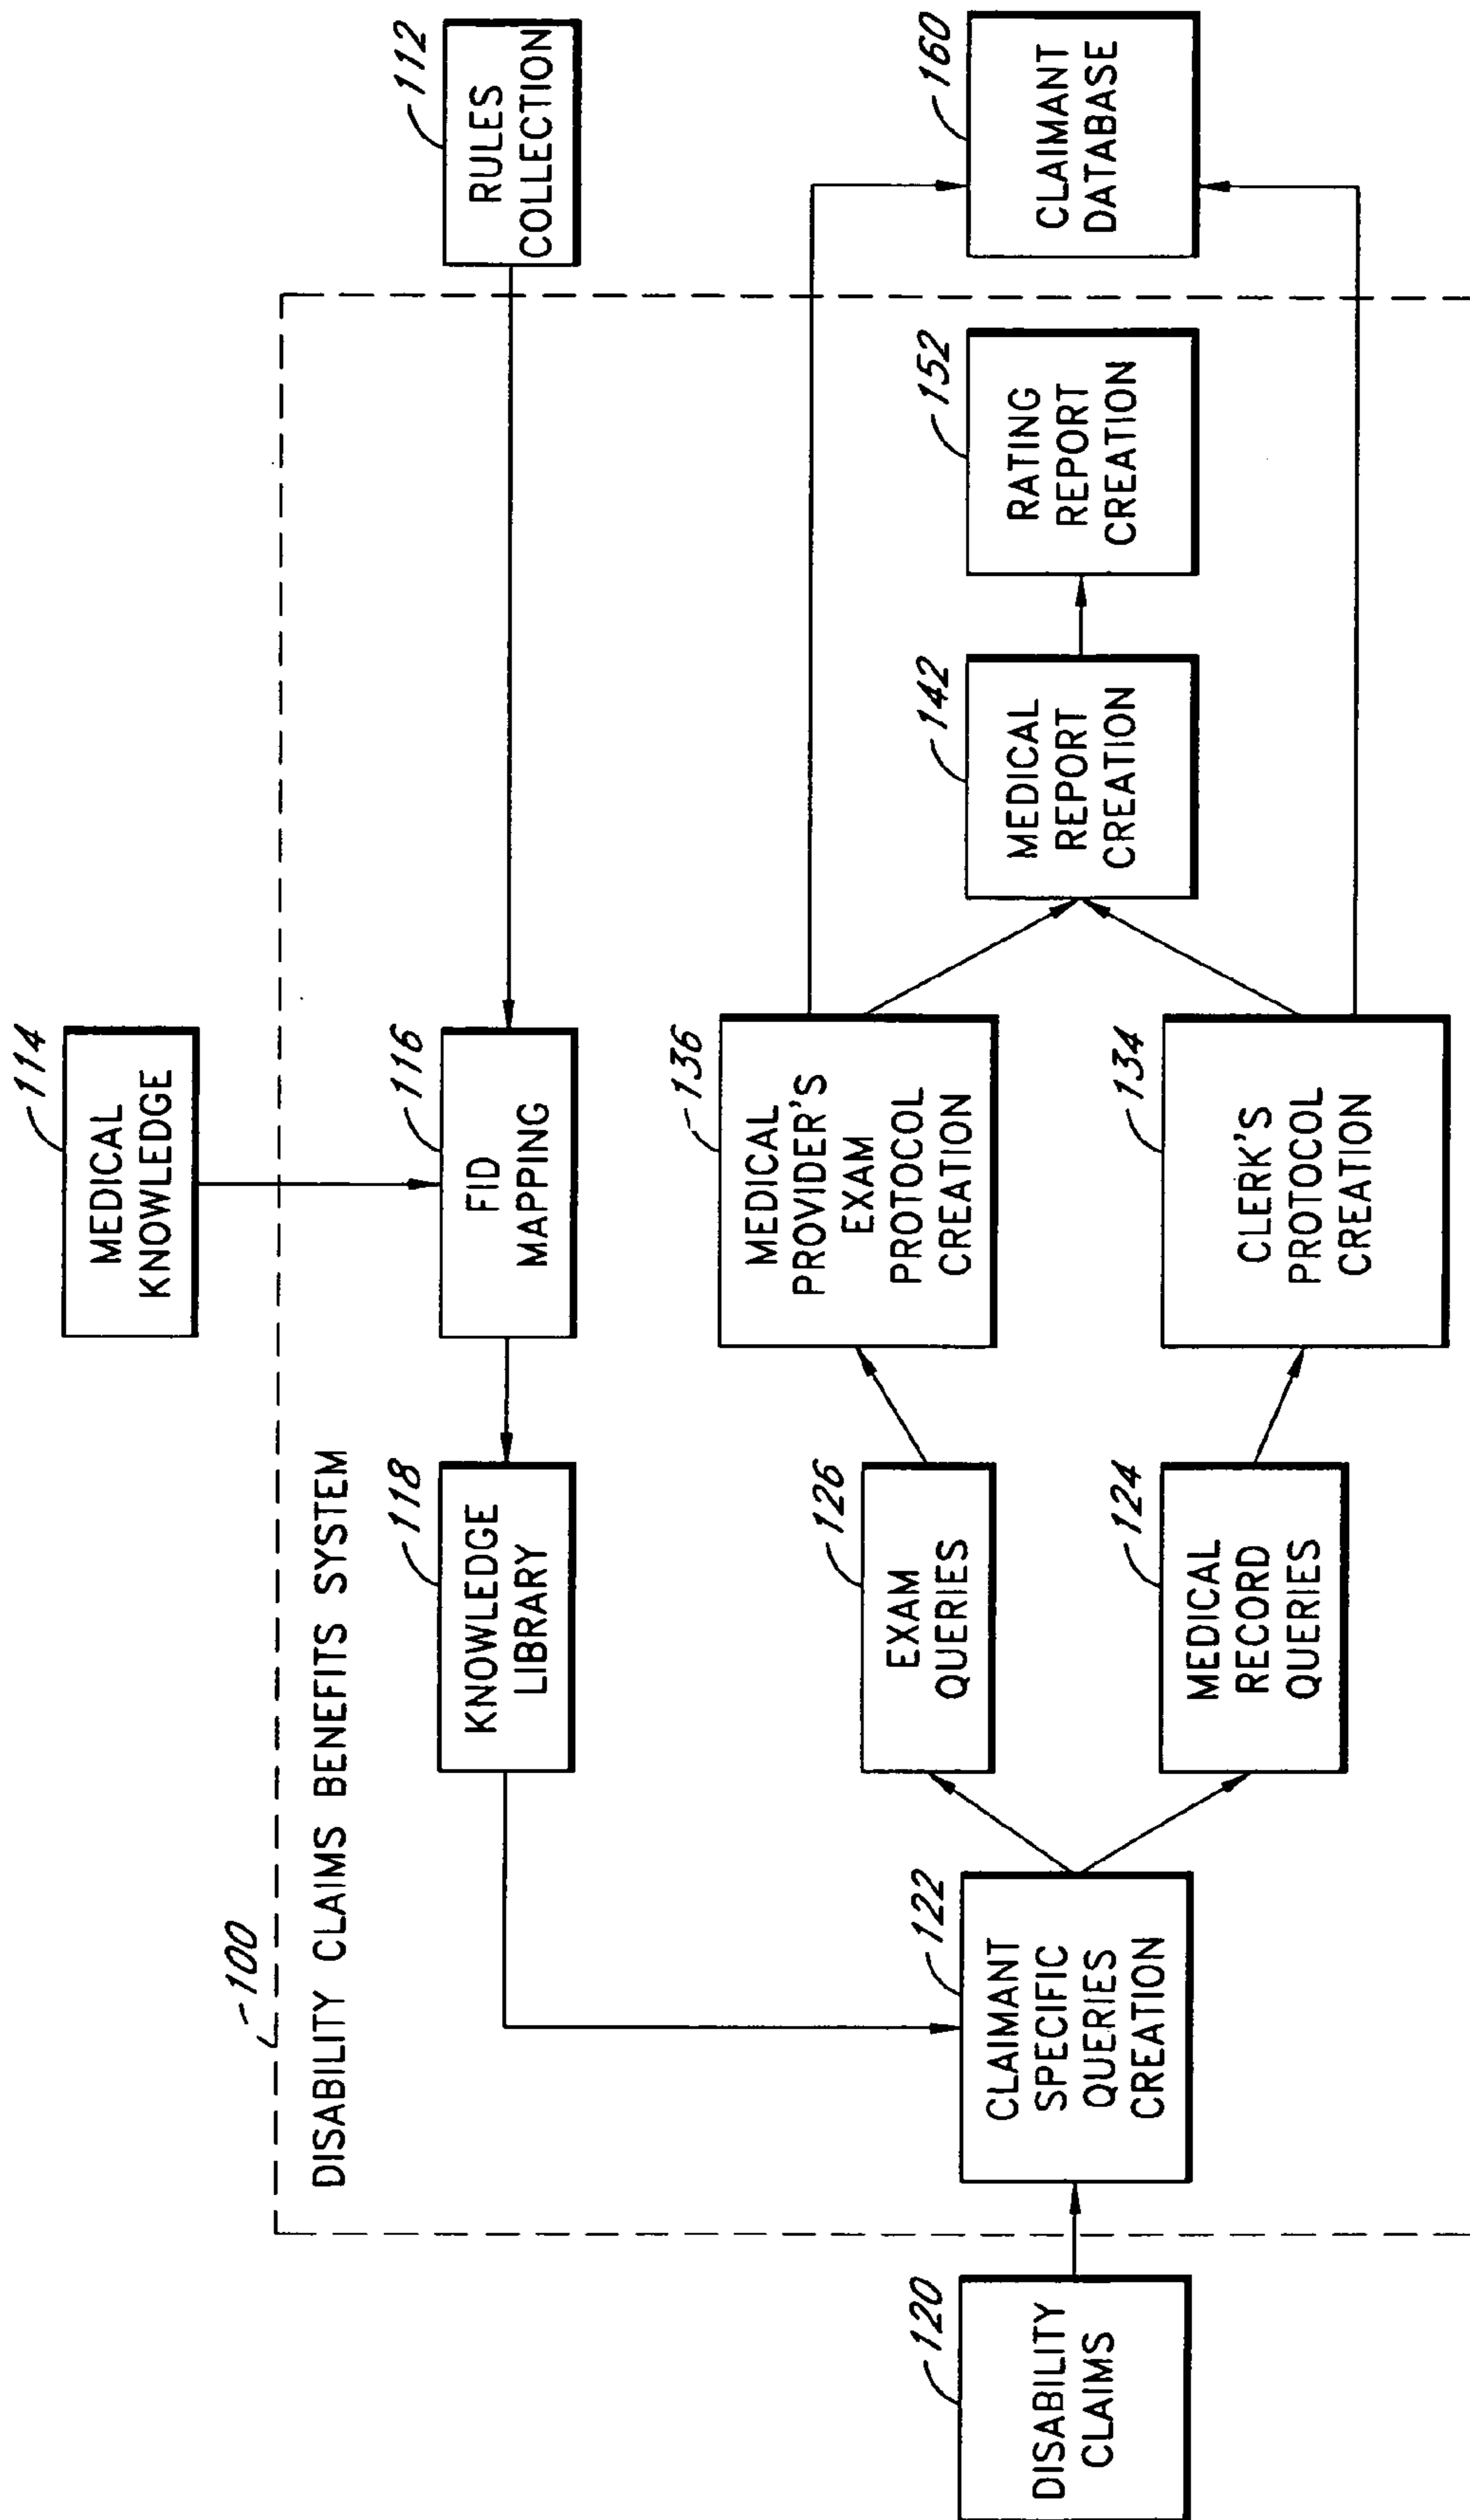 114
MEDICAL
KNOWLEDGE
100
DISABILITY CLAIMS BENEFITS SYSTEM
118
KNOWLEDGE
LIBRARY
116
FID
MAPPING
112
RULES
COLLECTION
120
DISABILITY
CLAIMS
122
CLAIMANT
SPECIFIC
QUERIES
CREATION
126
EXAM
QUERIES
124
MEDICAL
RECORD
QUERIES
136
MEDICAL
PROVIDER'S
EXAM
PROTOCOL
CREATION
134
CLERK'S
PROTOCOL
CREATION
142
MEDICAL
REPORT
CREATION
152
RATING
REPORT
CREATION
160
CLAIMANT
DATABASE